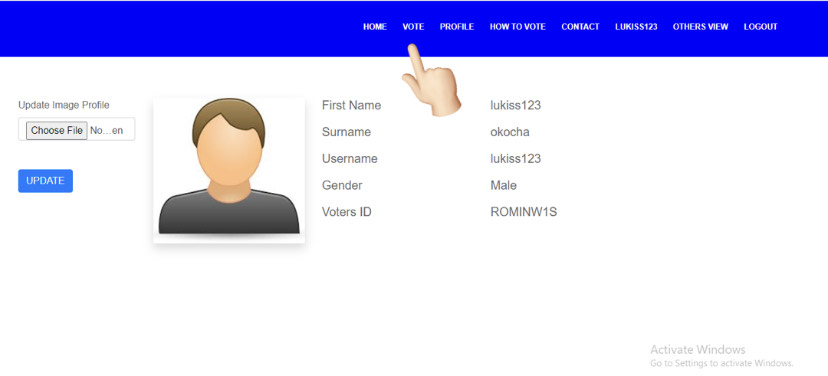 HOME VOTE PROFILE HOW TO VOTE CONTACT LUKISS123 OTHERS VIEW LOGOUT
Update Image Profile
Choose File No...en
UPDATE
First Name lukiss123
Surname okocha
Username lukiss123
Gender Male
Voters ID ROMINW1S
Activate Windows
Go to Settings to activate Windows.